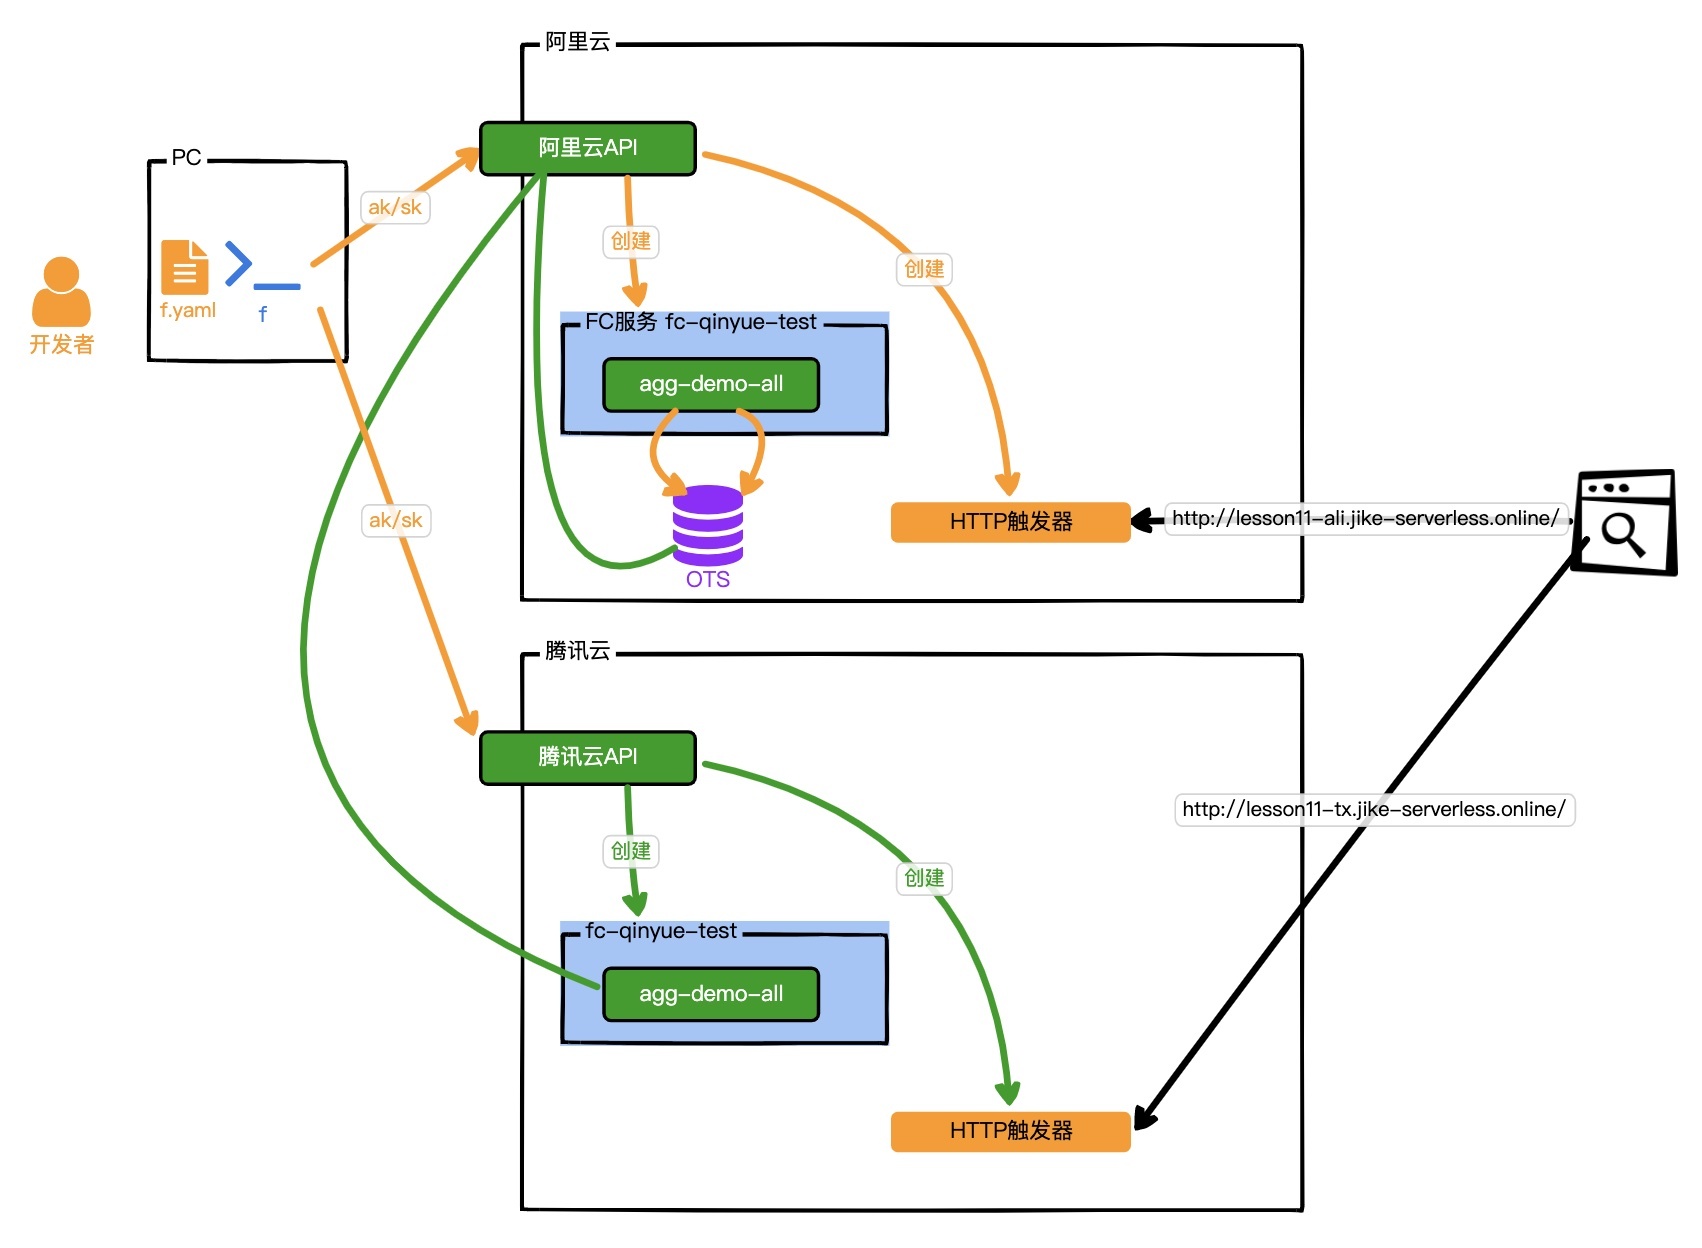 阿里云
阿里云API
PC
ak/sk
创建
创建
f.yaml
f
开发者
FC服务 fc-qinyue-test
agg-demo-all
HTTP触发器
http://lesson11-ali.jike-serverless.online/
ak/sk
OTS
腾讯云
腾讯云API
http://lesson11-tx.jike-serverless.online/
创建
创建
fc-qinyue-test
agg-demo-all
HTTP触发器